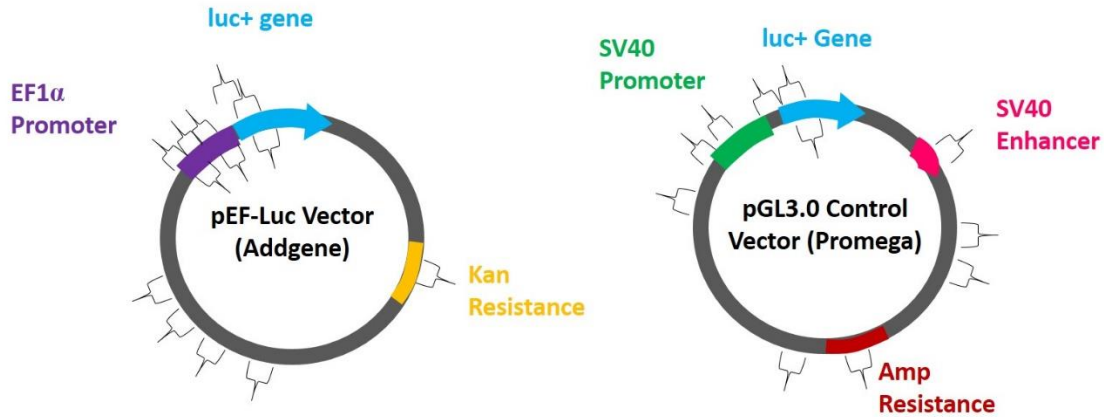 luc+ gene
EF1α
Promoter
pEF-Luc Vector
(Addgene)
Kan
Resistance
SV40
Promoter
luc+ Gene
SV40
Enhancer
pGL3.0 Control
Vector (Promega)
Amp
Resistance